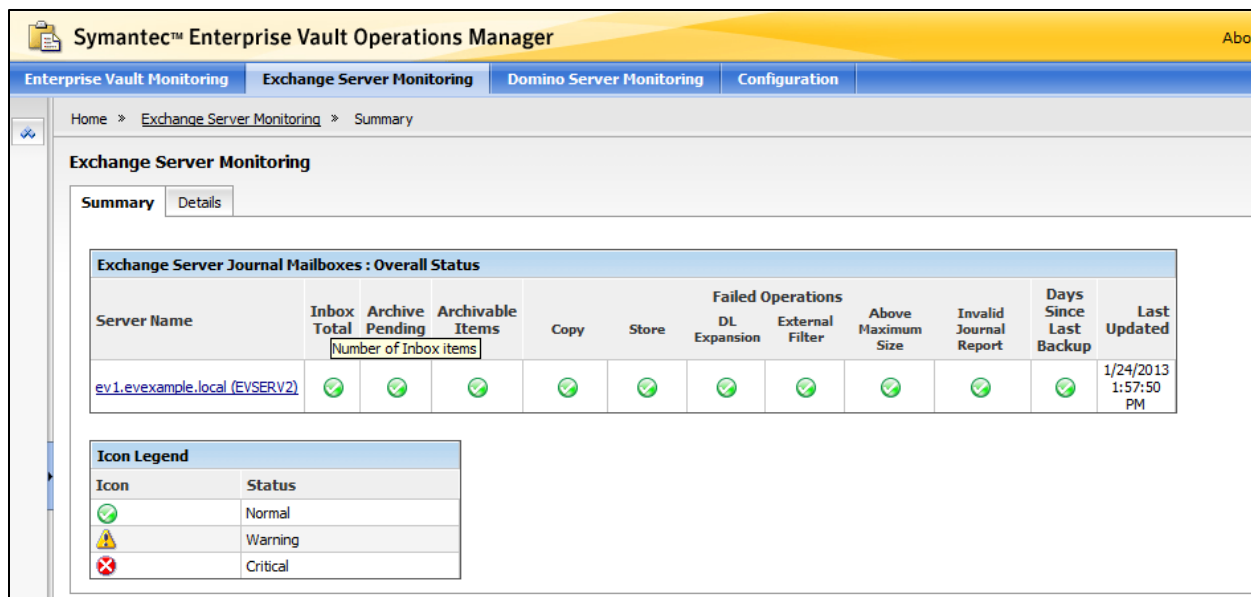 Symantec™ Enterprise Vault Operations Manager
Abo
Enterprise Vault Monitoring Exchange Server Monitoring Domino Server Monitoring Configuration
Home » Exchange Server Monitoring » Summary
Exchange Server Monitoring
Summary Details
Exchange Server Journal Mailboxes : Overall Status
Server Name
Inbox Total
Archive Pending
Archivable Items
Number of Inbox items
Failed Operations
Copy
Store
DL Expansion
External Filter
Above Maximum Size
Invalid Journal Report
Days Since Last Backup
Last Updated
ev1.evexample.local (EVSERV2)
1/24/2013
1:57:50
PM
Icon Legend
Icon Status
Normal
Warning
Critical